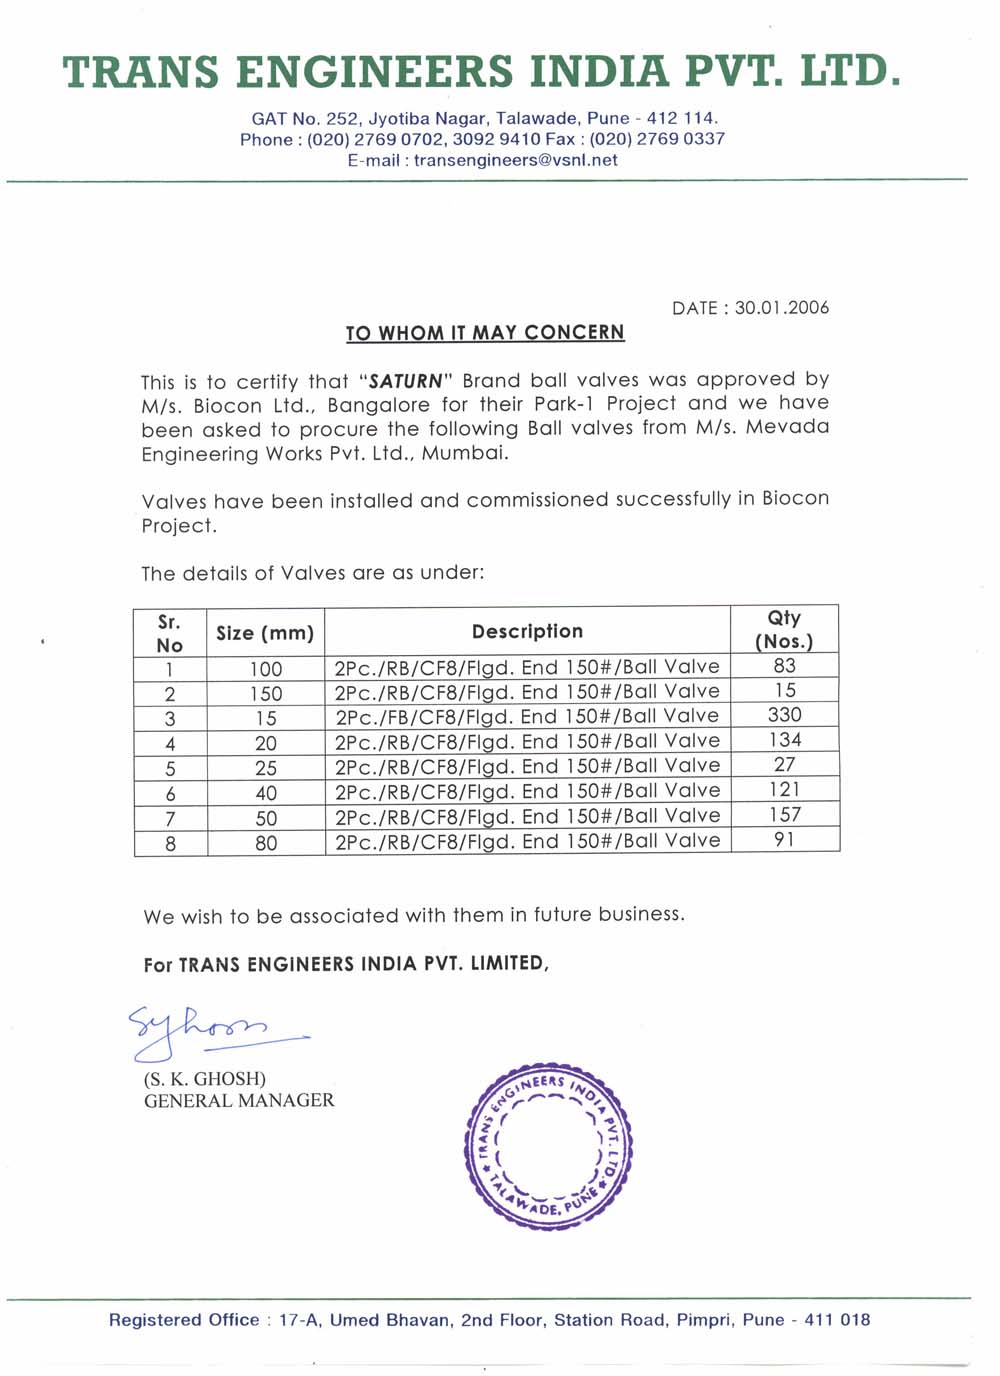 TRANS ENGINEERS INDIA PVT. LTD.
GAT No. 252, Jyotiba Nagar, Talawade, Pune - 412 114.
Phone : (020) 2769 0702, 3092 9410 Fax : (020) 2769 0337
E-mail : transengineers@vsnl.net
DATE : 30.01.2006
TO WHOM IT MAY CONCERN
This is to certify that "SATURN" Brand ball valves was approved by
M/s. Biocon Ltd., Bangalore for their Park-1 Project and we have
been asked to procure the following Ball valves from M/s. Mevada
Engineering Works Pvt. Ltd., Mumbai.
Valves have been installed and commissioned successfully in Biocon
Project.
The details of Valves are as under:
Sr. No Size (mm) Description Qty (Nos.)
1 100 2Pc./RB/CF8/Flgd. End 150#/Ball Valve 83
2 150 2Pc./RB/CF8/Flgd. End 150#/Ball Valve 15
3 15 2Pc./FB/CF8/Flgd. End 150#/Ball Valve 330
4 20 2Pc./RB/CF8/Flgd. End 150#/Ball Valve 134
5 25 2Pc./RB/CF8/Flgd. End 150#/Ball Valve 27
6 40 2Pc./RB/CF8/Flgd. End 150#/Ball Valve 121
7 50 2Pc./RB/CF8/Flgd. End 150#/Ball Valve 157
8 80 2Pc./RB/CF8/Flgd. End 150#/Ball Valve 91
We wish to be associated with them in future business.
For TRANS ENGINEERS INDIA PVT. LIMITED,
(S. K. GHOSH)
GENERAL MANAGER
TRANS ENGINEERS INDIA PVT. LTD.
TALAWADE, PUNE
Registered Office : 17-A, Umed Bhavan, 2nd Floor, Station Road, Pimpri, Pune - 411 018